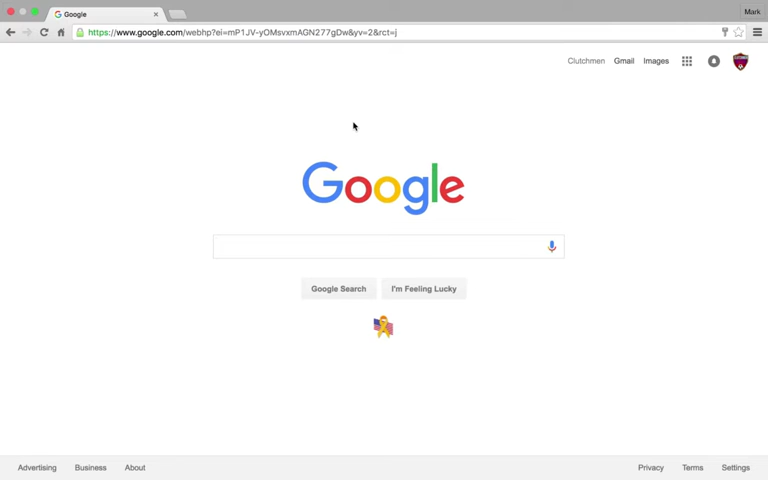 Google
Mark
https://www.google.com/webhp?ei=mP1JV-yOMsvxmAGN277gDw&yv=2&rct=j
Clutchmen Gmail Images
Google
Google Search I'm Feeling Lucky
Advertising Business About Privacy Terms Settings